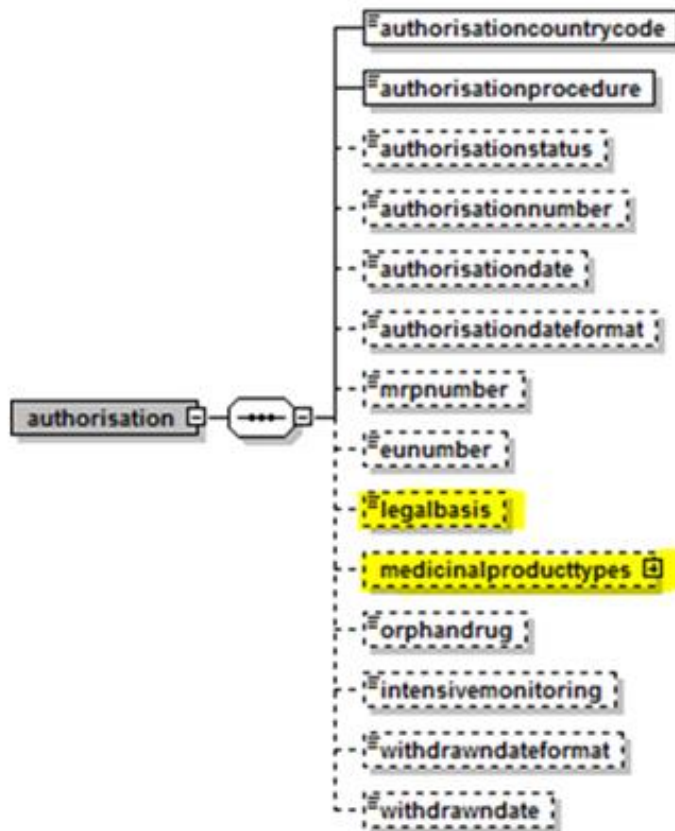 authorisationcountrycode
authorisationprocedure
authorisationstatus
authorisationnumber
authorisationdate
authorisationdateformat
mrpnumber
authorisation
eunumber
legalbasis
medicinalproducttypes
orphandrug
intensivemonitoring
withdrawndateformat
withdrawndate